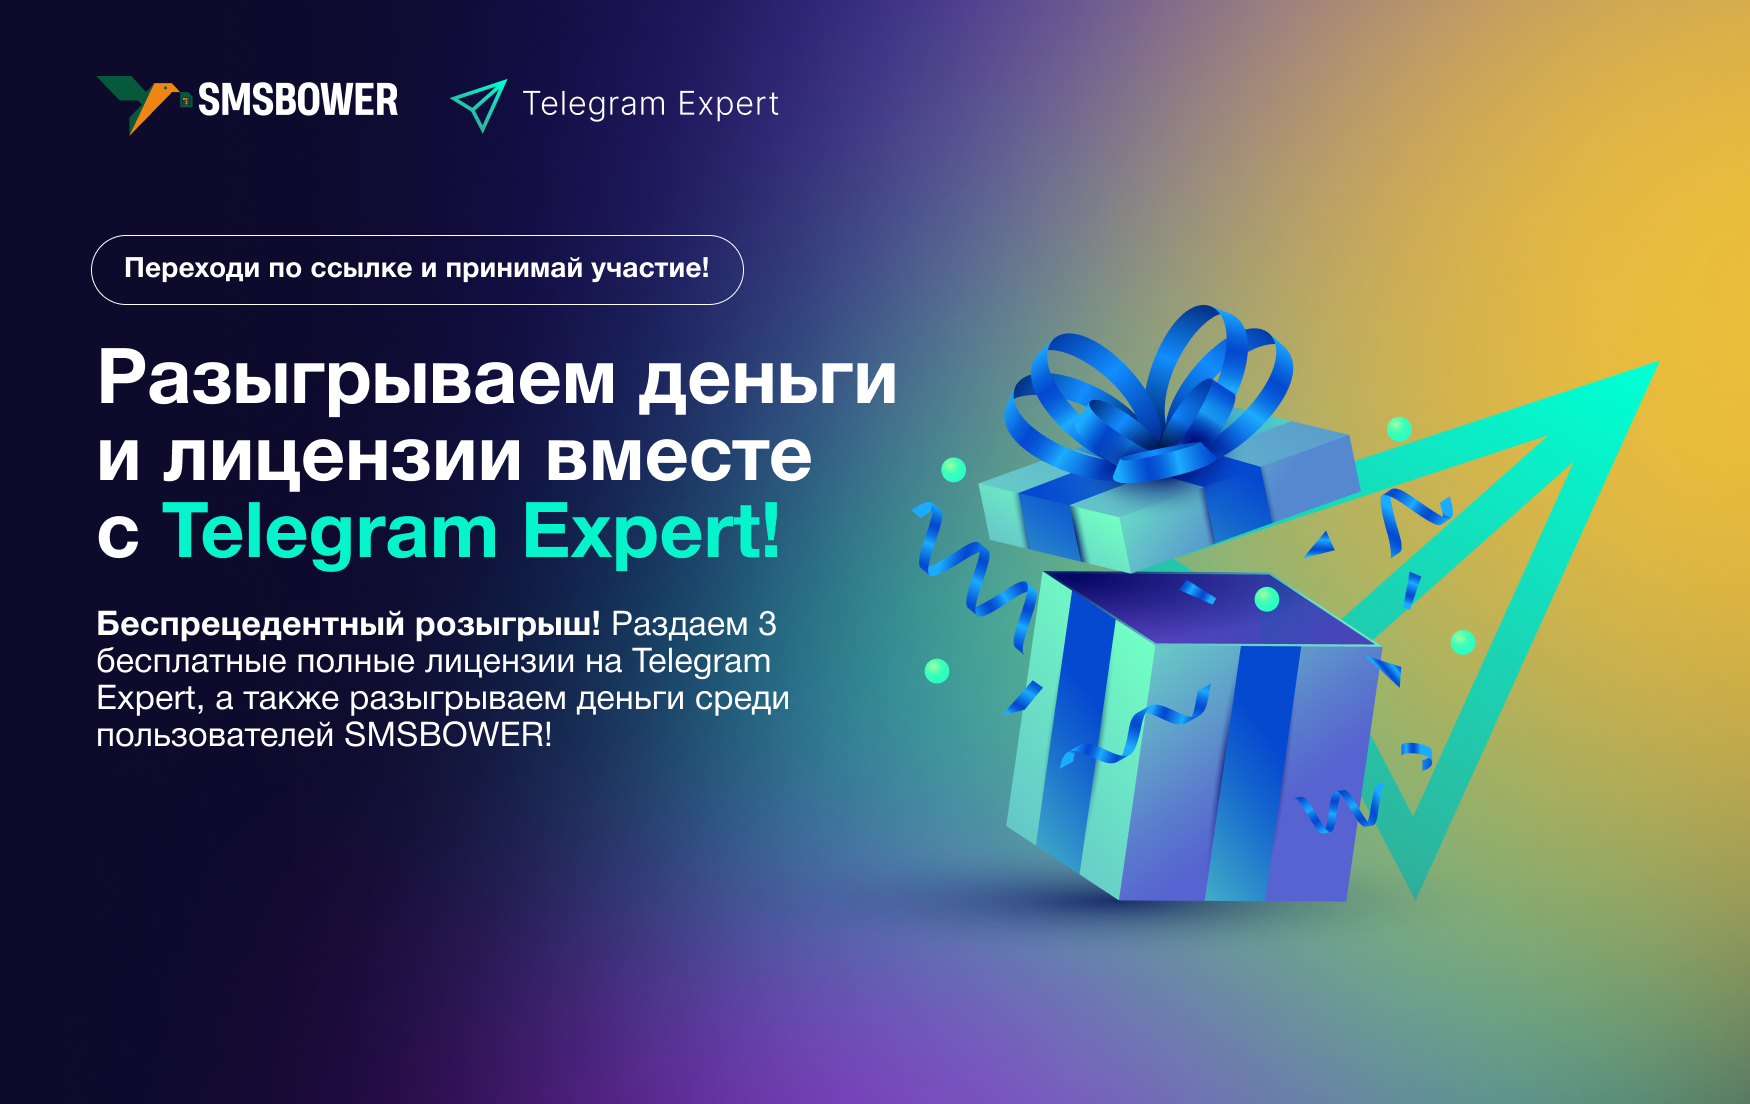 SMSBOWER
Telegram Expert
Переходи по ссылке и принимай участие!
Разыгрываем деньги
и лицензии вместе
с Telegram Expert!
Беспрецедентный розыгрыш! Раздаем 3
бесплатные полные лицензии на Telegram
Expert, а также разыгрываем деньги среди
пользователей SMSBOWER!